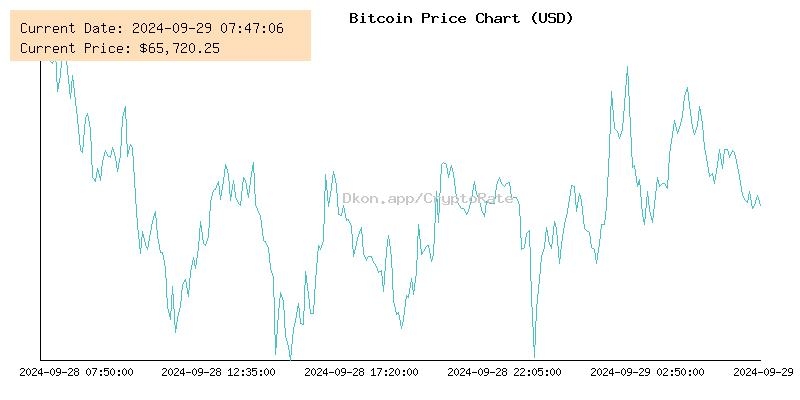 Bitcoin Price Chart (USD)
Current Date: 2024-09-29 07:47:06
Current Price: $65,720.25
Dkon.app/CryptoRate
2024-09-28 07:50:00 2024-09-28 12:35:00 2024-09-28 17:20:00 2024-09-28 22:05:00 2024-09-29 02:50:00 2024-09-29